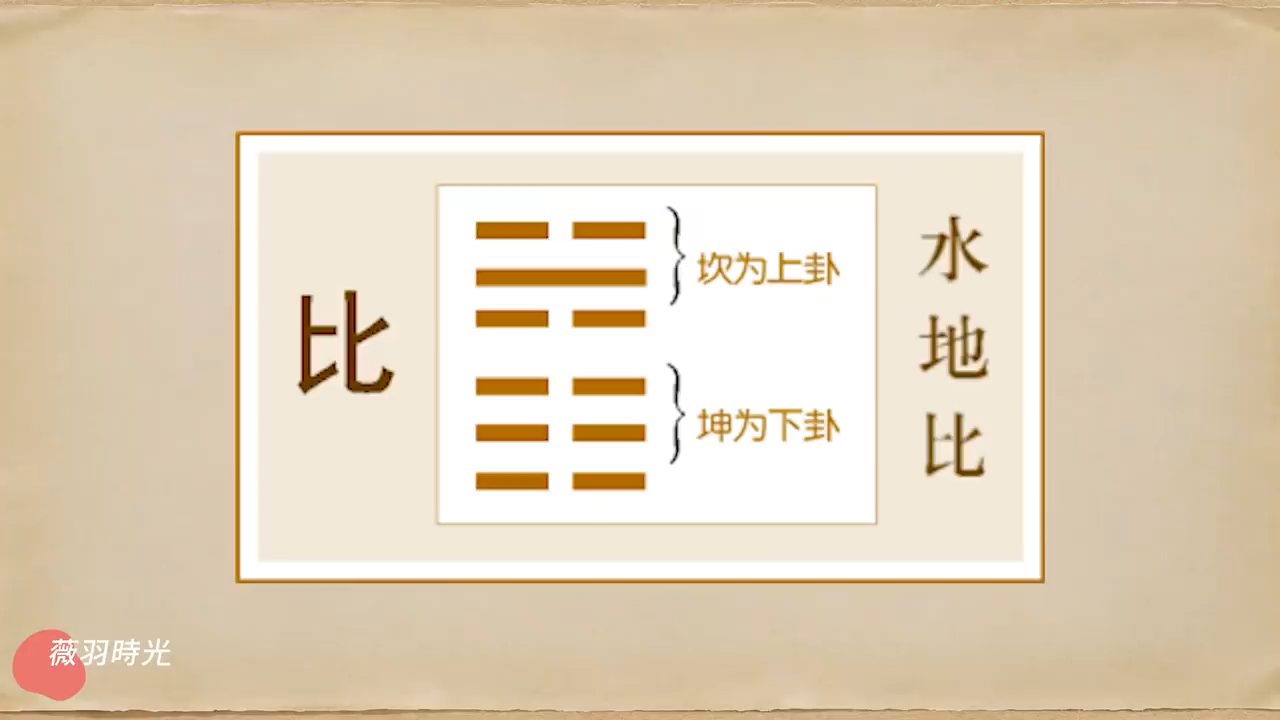 比
坎为上卦
坤为下卦
水地比
薇羽時光